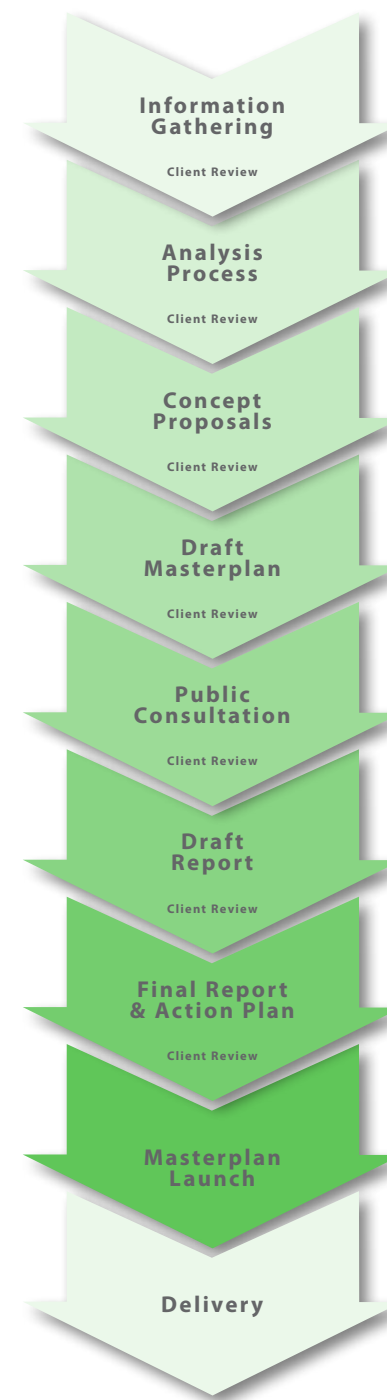 Information
Gathering
Client Review
Analysis
Process
Client Review
Concept
Proposals
Client Review
Draft
Masterplan
Client Review
Public
Consultation
Client Review
Draft
Report
Client Review
Final Report
& Action Plan
Client Review
Masterplan
Launch
Delivery